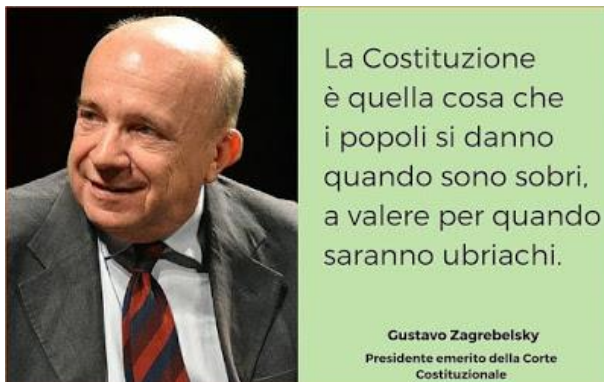 La Costituzione
è quella cosa che
i popoli si danno
quando sono sobri,
a valere per quando
saranno ubriachi.
Gustavo Zagrebelsky
Presidente emerito della Corte
Costituzionale